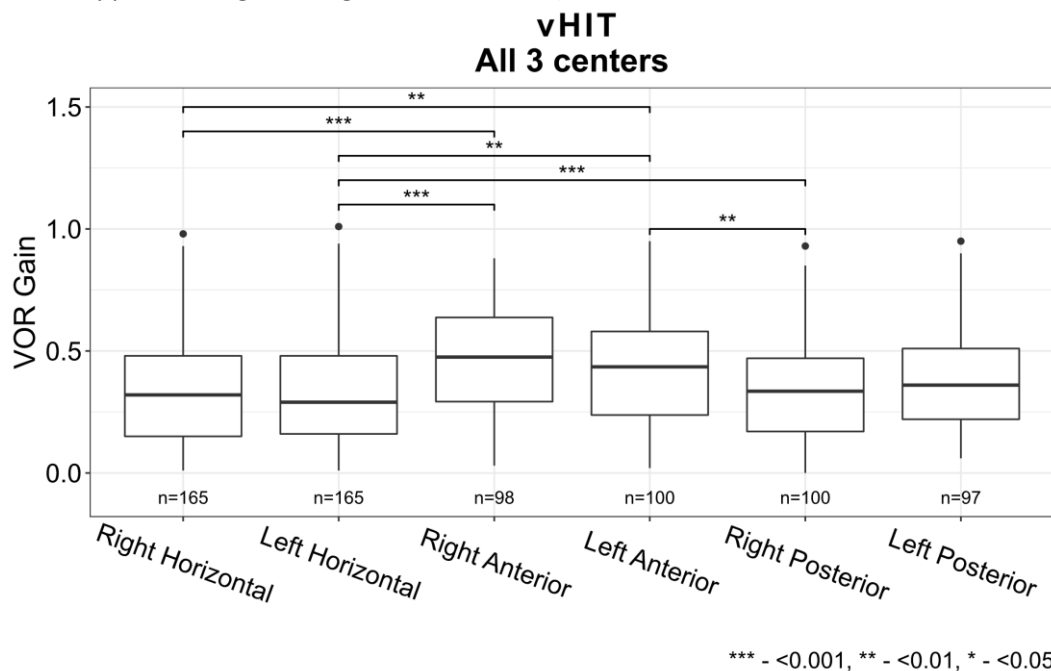 vHIT
All 3 centers
**
1.5
***
**
***
***
**
1.0
VOR Gain
0.5
0.0
n=165 n=165 n=98 n=100 n=100 n=97
Right Horizontal Left Horizontal Right Anterior Left Anterior Right Posterior Left Posterior
*** - <0.001, ** - <0.01, * - <0.05